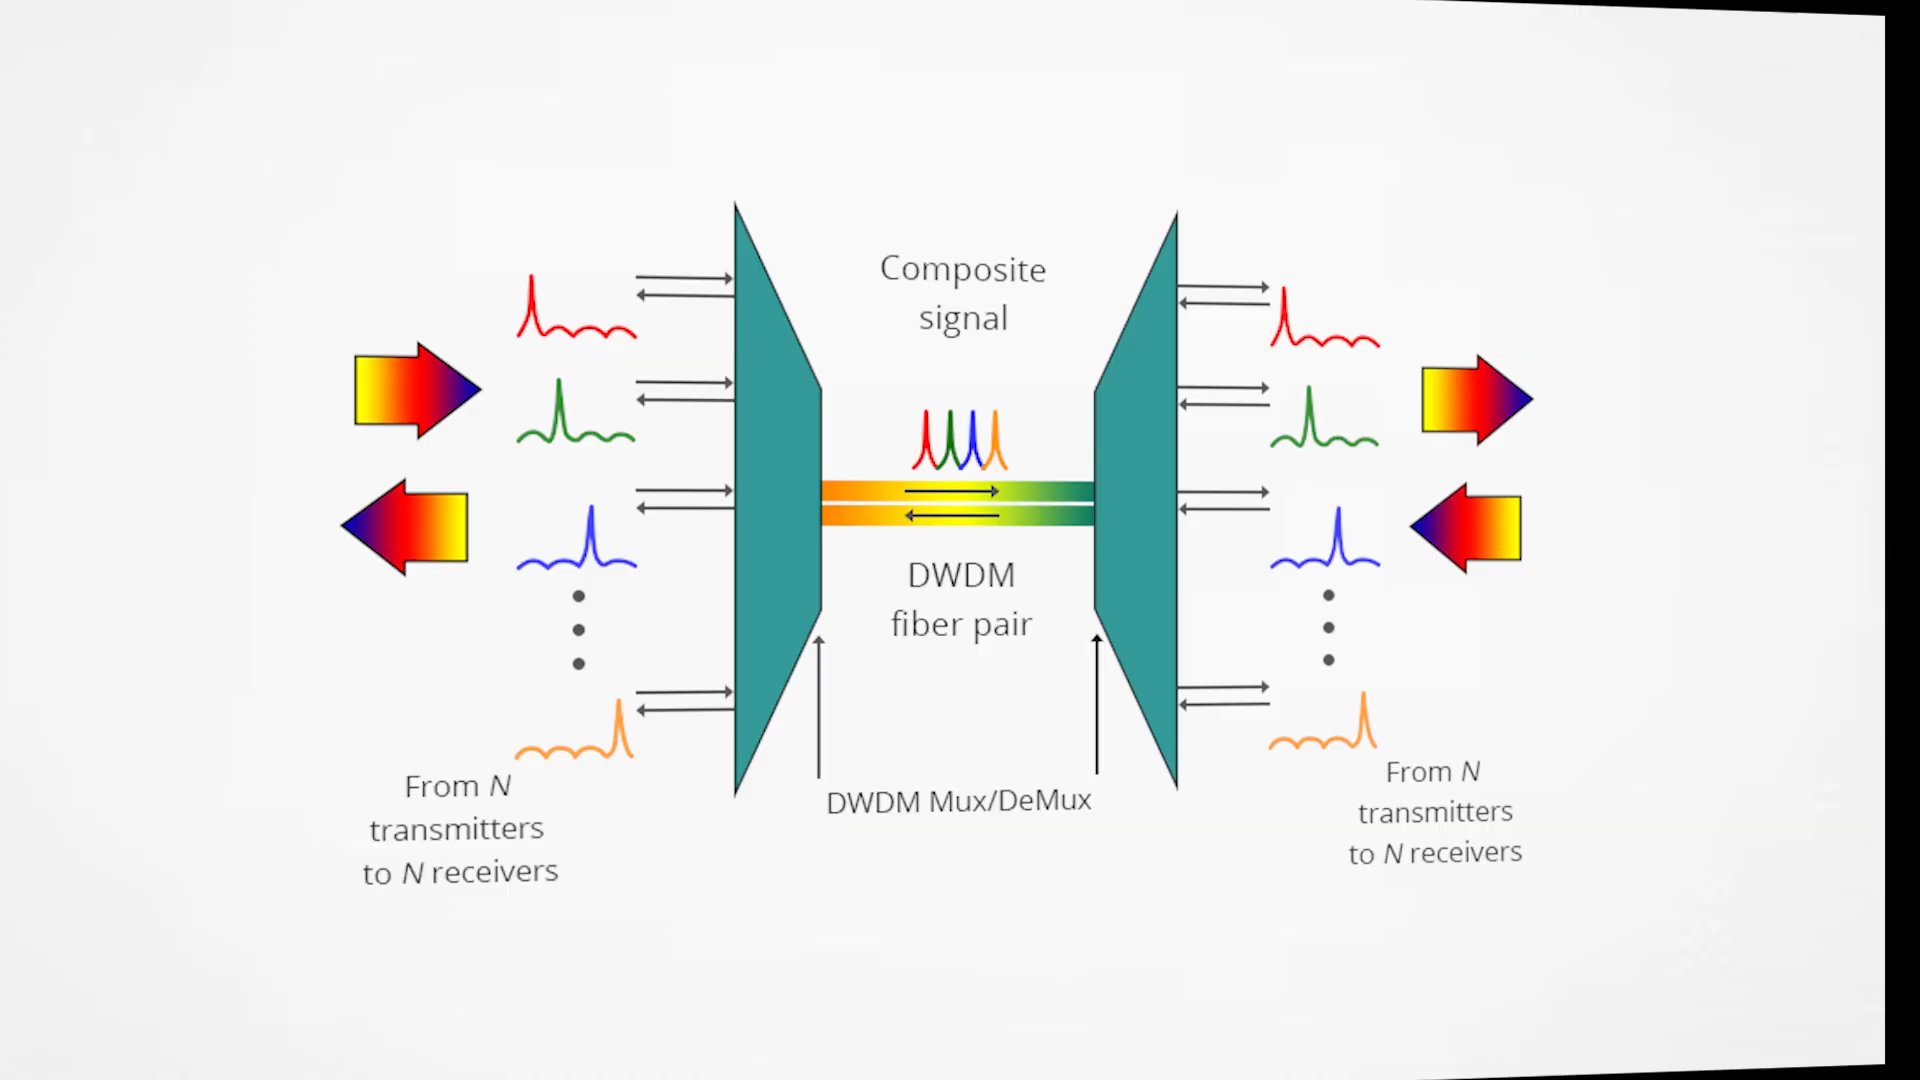 Composite
signal
DWDM
fiber pair
DWDM Mux/DeMux
From N
transmitters
to N receivers
From N
transmitters
to N receivers